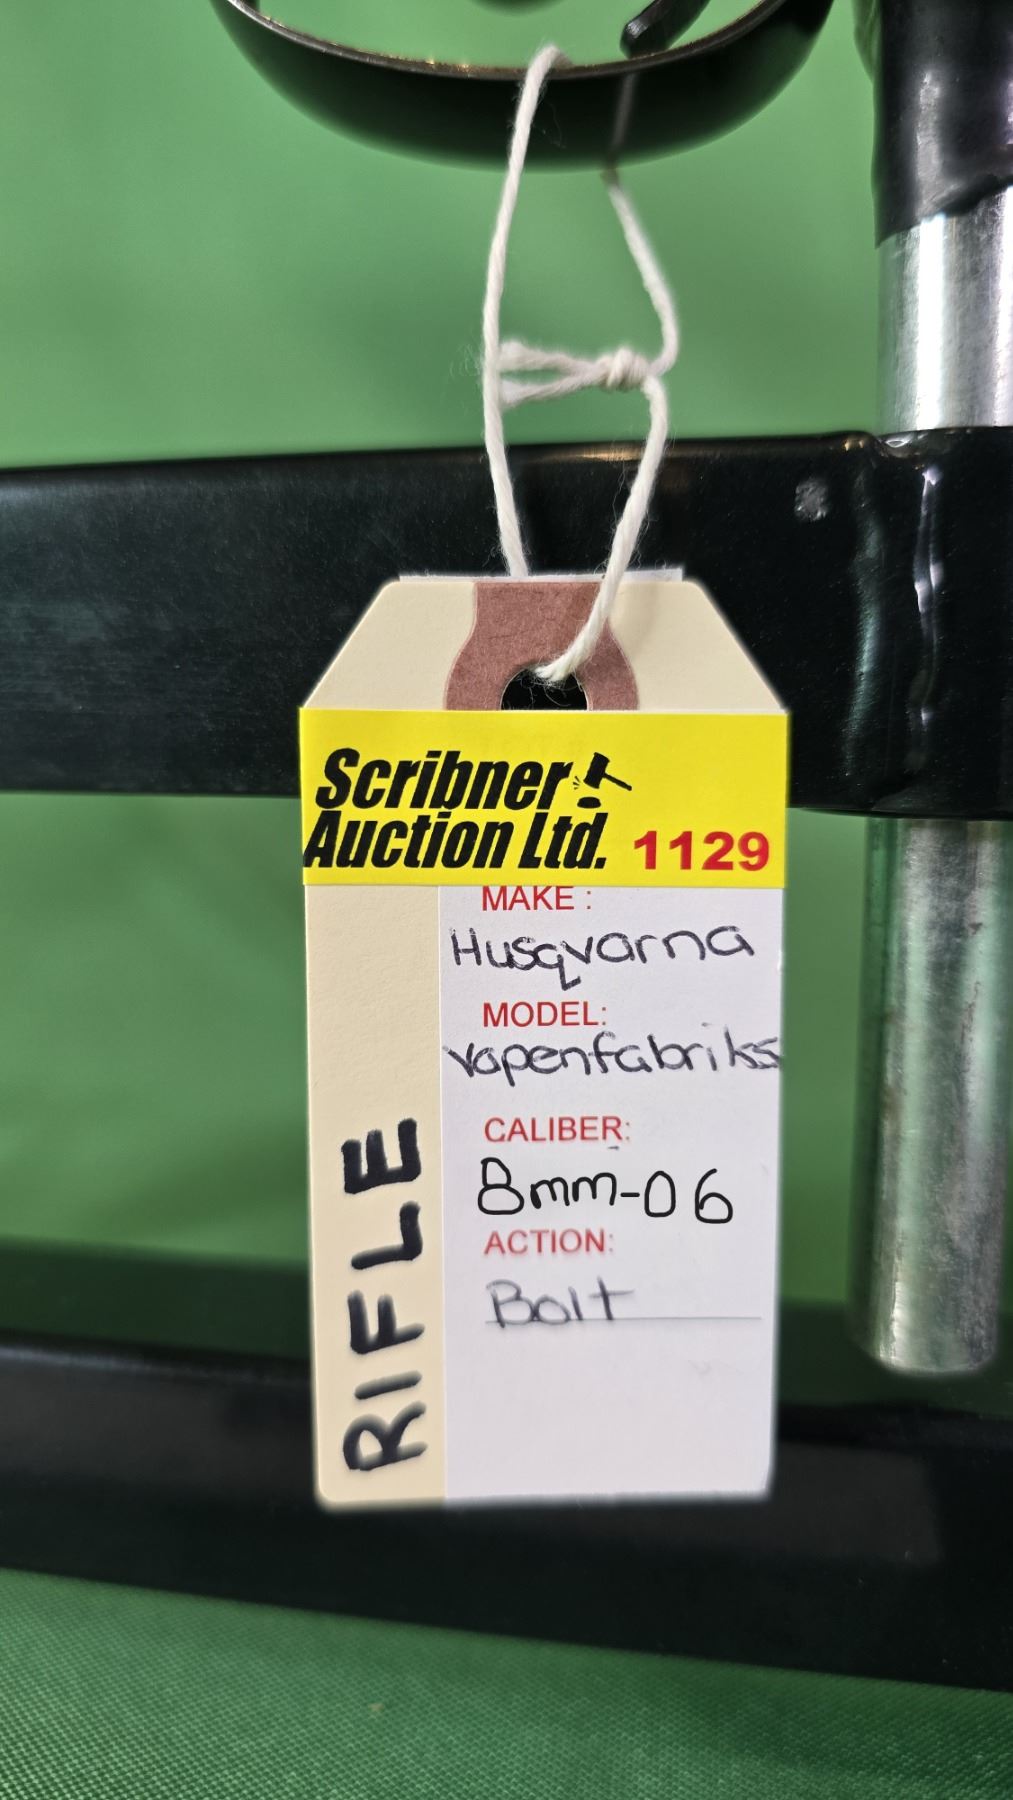 Scribner
Auction Ltd. 1129
MAKE :
Husqvarna
MODEL:
Vapenfabriks
CALIBER:
8mm-06
ACTION:
Bolt
RIFLE